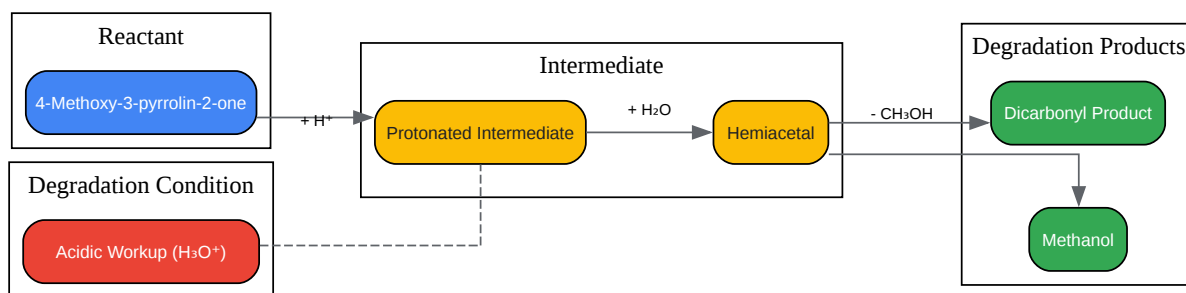 Reactant
4-Methoxy-3-pyrrolin-2-one
+ H⁺
Intermediate
Protonated Intermediate
+ H₂O
Hemiacetal
- CH₃OH
Degradation Products
Dicarbonyl Product
Methanol
Degradation Condition
Acidic Workup (H₃O⁺)